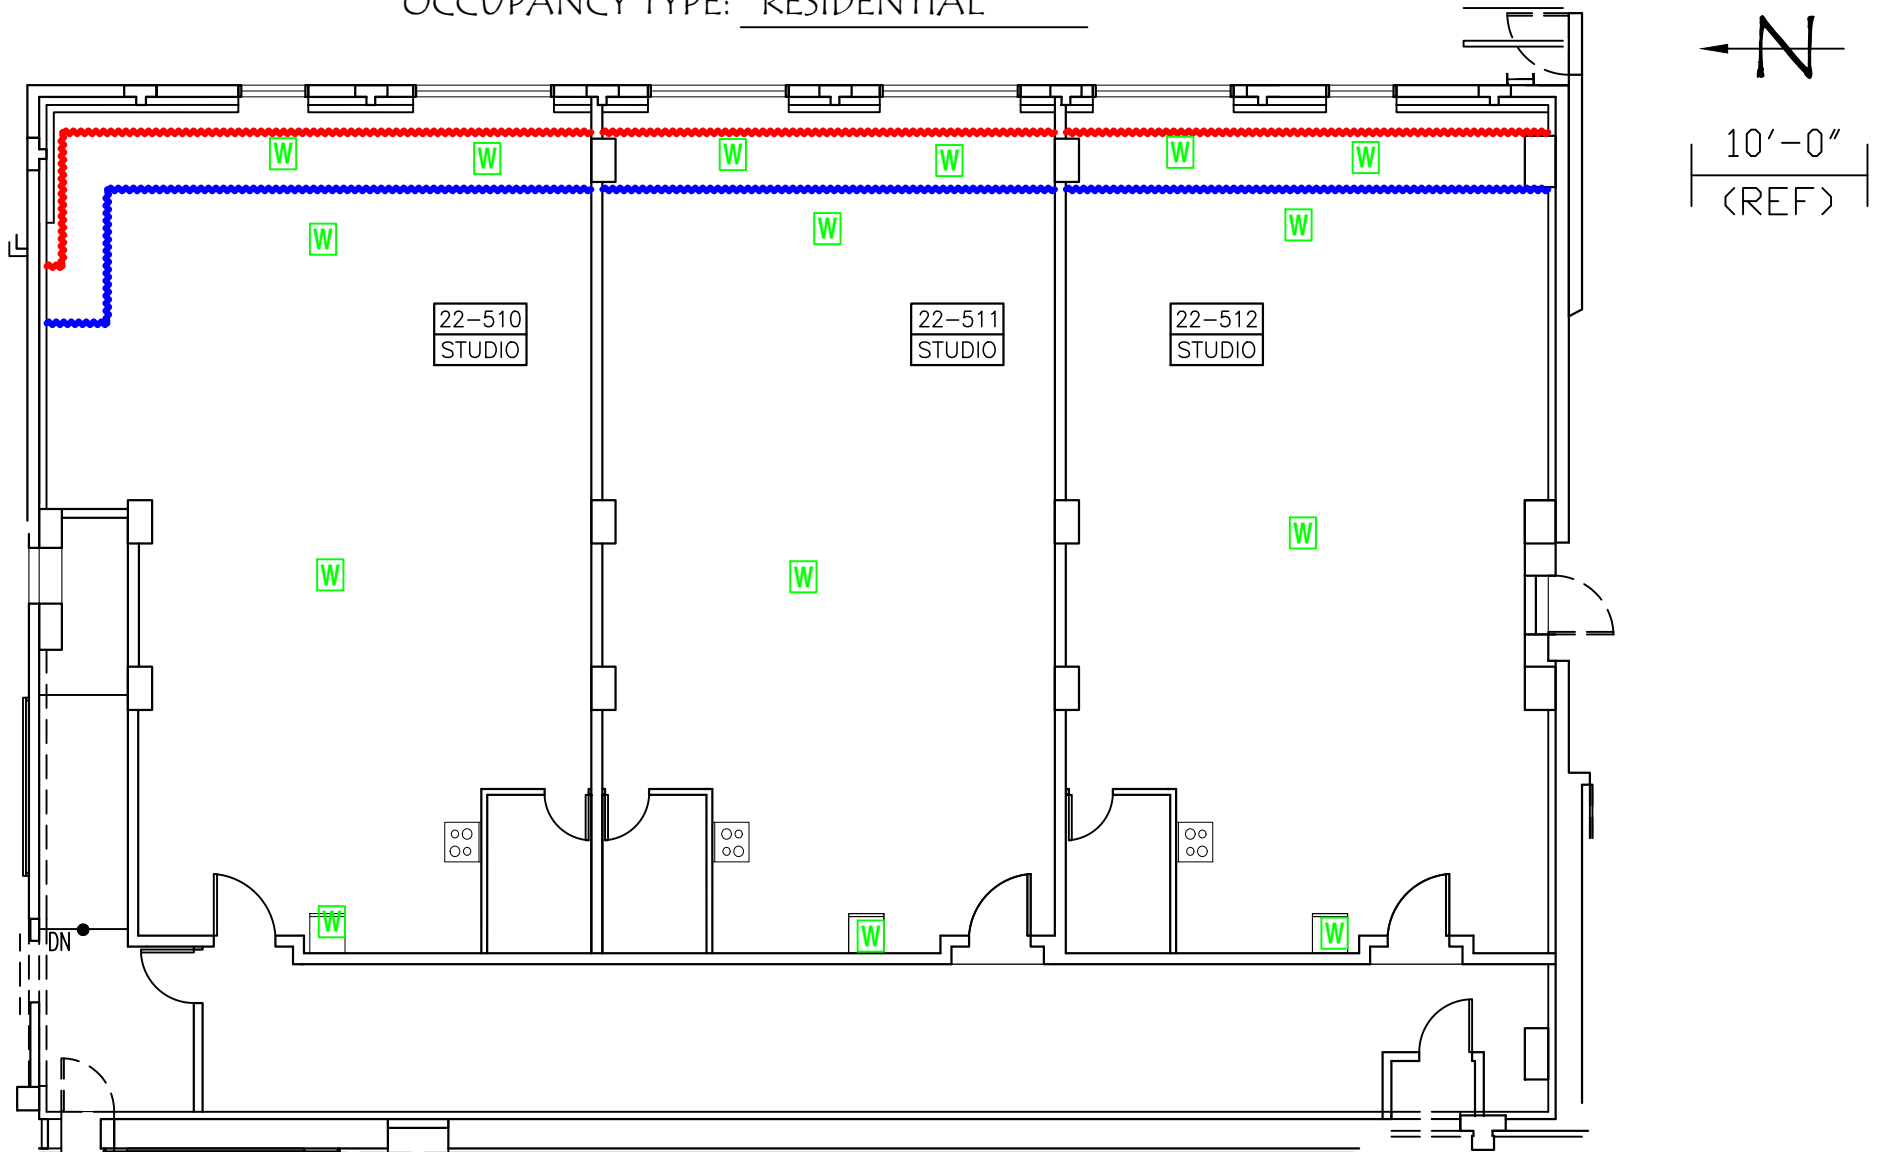 OCCUPANCY TYPE: RESIDENTIAL
N
10'-0"
(REF)
W W W W W W
W W W
22-510 22-511 22-512
STUDIO STUDIO STUDIO
W W W
W W W
DN